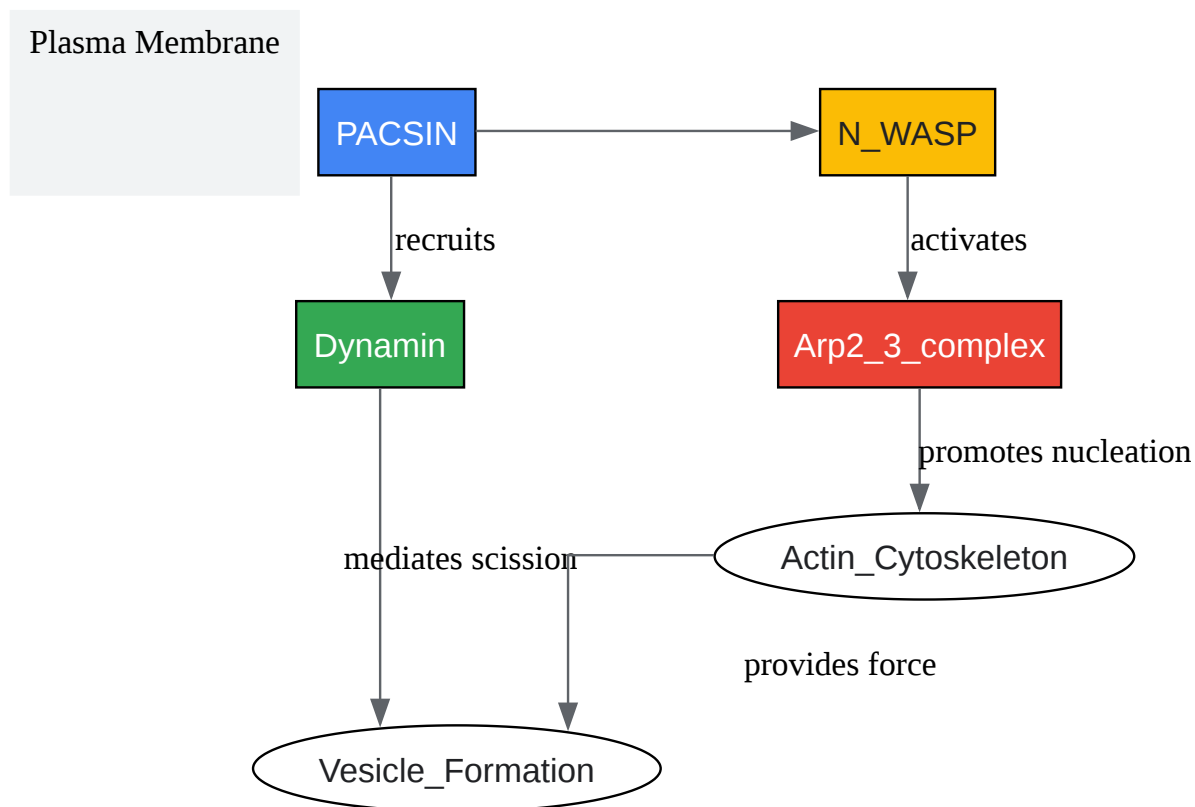 Plasma Membrane
PACSIN
N_WASP
recruits
activates
Dynamin
Arp2_3_complex
promotes nucleation
mediates scission
Actin_Cytoskeleton
provides force
Vesicle_Formation